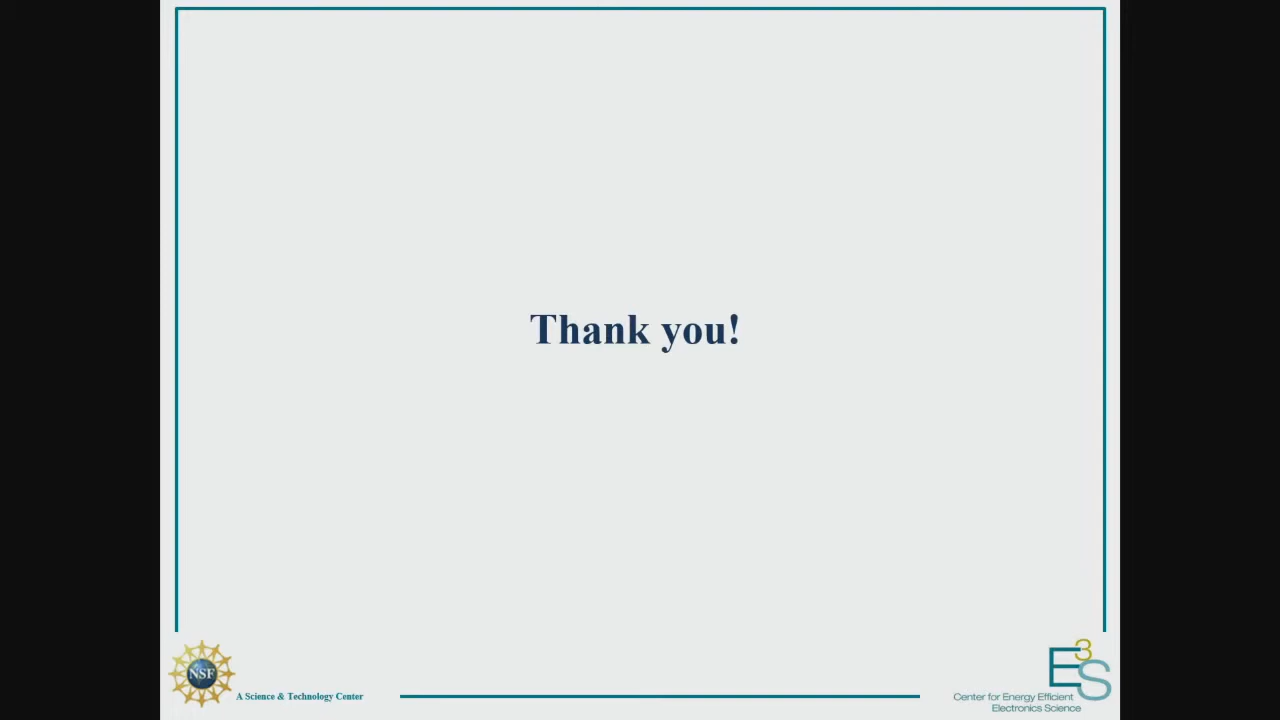 Thank you!
NSF
A Science & Technology Center
E3S
Center for Energy Efficient
Electronics Science